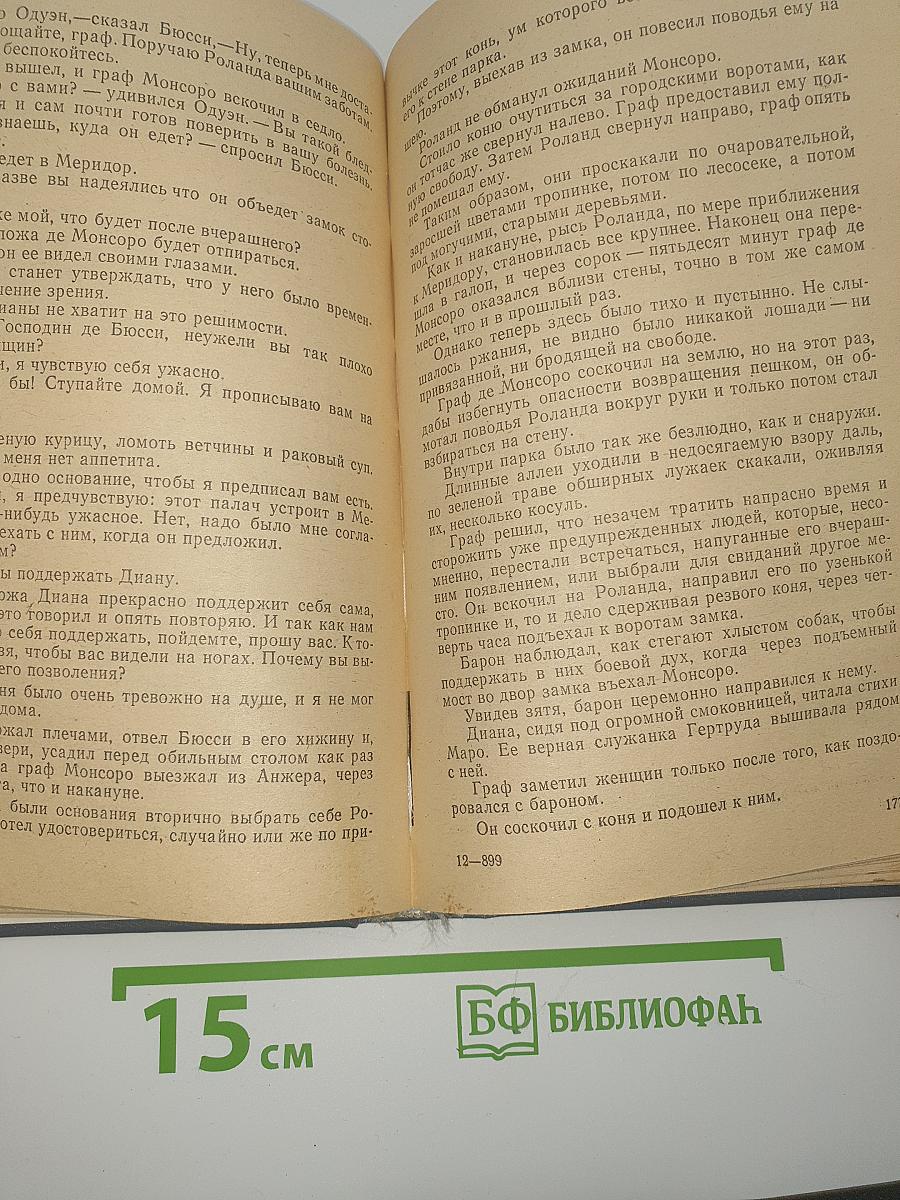 о Одуэн,—сказал Бюсси,—Ну, теперь мне доста-
ощайте, граф. Поручаю Роланда вашим заботам.
беспокойтесь.
вышел, и граф Монсоро вскочил в седло.
с вами? — удивился Одуэн. — Вы такой блед-
я и сам почти готов поверить в вашу болезнь.
знаешь, куда он едет? — спросил Бюсси.
едет в Меридор.
азве вы надеялись что он объедет замок сто-
же мой, что будет после вчерашнего?
ложа де Монсоро будет отпираться.
он ее видел своими глазами.
станет утверждать, что у него было времен-
шение зрения.
ианы не хватит на это решимости.
Господин де Бюсси, неужели вы так плохо
щин?
и, я чувствую себя ужасно.
бы! Ступайте домой. Я прописываю вам на
еную курицу, ломоть ветчины и раковый суп.
меня нет аппетита.
одно основание, чтобы я предписал вам есть.
, я предчувствую: этот палач устроит в Ме-
-нибудь ужасное. Нет, надо было мне согла-
ехать с ним, когда он предложил.
м?
ы поддержать Диану.
ожа Диана прекрасно поддержит себя сама,
это говорил и опять повторяю. И так как нам
о себя поддержать, пойдемте, прошу вас. К то-
вя, чтобы вас видели на ногах. Почему вы вы-
его позволения?
ня было очень тревожно на душе, и я не мог
дома.
жал плечами, отвел Бюсси в его хижину и,
вери, усадил перед обильным столом как раз
а граф Монсоро выезжал из Анжера, через
та, что и накануне.
были основания вторично выбрать себе Ро-
отел удостовериться, случайно или же по при-
вычке этот конь, ум которого
его к стене парка.
Поэтому, выехав из замка, он повесил поводья ему на
шею.
Роланд не обманул ожиданий Монсоро.
Стоило коню очутиться за городскими воротами, как
он тотчас же свернул налево. Граф предоставил ему пол-
ную свободу. Затем Роланд свернул направо, граф опять
не помешал ему.
Таким образом, они проскакали по очаровательной,
заросшей цветами тропинке, потом по лесосеке, а потом
под могучими, старыми деревьями.
Как и накануне, рысь Роланда, по мере приближения
к Меридору, становилась все крупнее. Наконец она пере-
шла в галоп, и через сорок — пятьдесят минут граф де
Монсоро оказался вблизи стены, точно в том же самом
месте, что и в прошлый раз.
Однако теперь здесь было тихо и пустынно. Не слы-
шалось ржания, не видно было никакой лошади — ни
привязанной, ни бродящей на свободе.
Граф де Монсоро соскочил на землю, но на этот раз,
дабы избегнуть опасности возвращения пешком, он об-
мотал поводья Роланда вокруг руки и только потом стал
взбираться на стену.
Внутри парка было так же безлюдно, как и снаружи.
Длинные аллеи уходили в недосягаемую взору даль,
по зеленой траве обширных лужаек скакали, оживляя
их, несколько косуль.
Граф решил, что незачем тратить напрасно время и
сторожить уже предупрежденных людей, которые, несо-
мненно, перестали встречаться, напуганные его вчераш-
ним появлением, или выбрали для свиданий другое ме-
сто. Он вскочил на Роланда, направил его по узенькой
тропинке и, то и дело сдерживая резвого коня, через чет-
верть часа подъехал к воротам замка.
Барон наблюдал, как стегают хлыстом собак, чтобы
поддержать в них боевой дух, когда через подъемный
мост во двор замка въехал Монсоро.
Увидев зятя, барон церемонно направился к нему.
Диана, сидя под огромной смоковницей, читала стихи
Маро. Ее верная служанка Гертруда вышивала рядом
с ней.
Граф заметил женщин только после того, как поздо-
ровался с бароном.
Он соскочил с коня и подошел к ним.
12—899
177
15 см
БФ БИБЛИОФАҺ